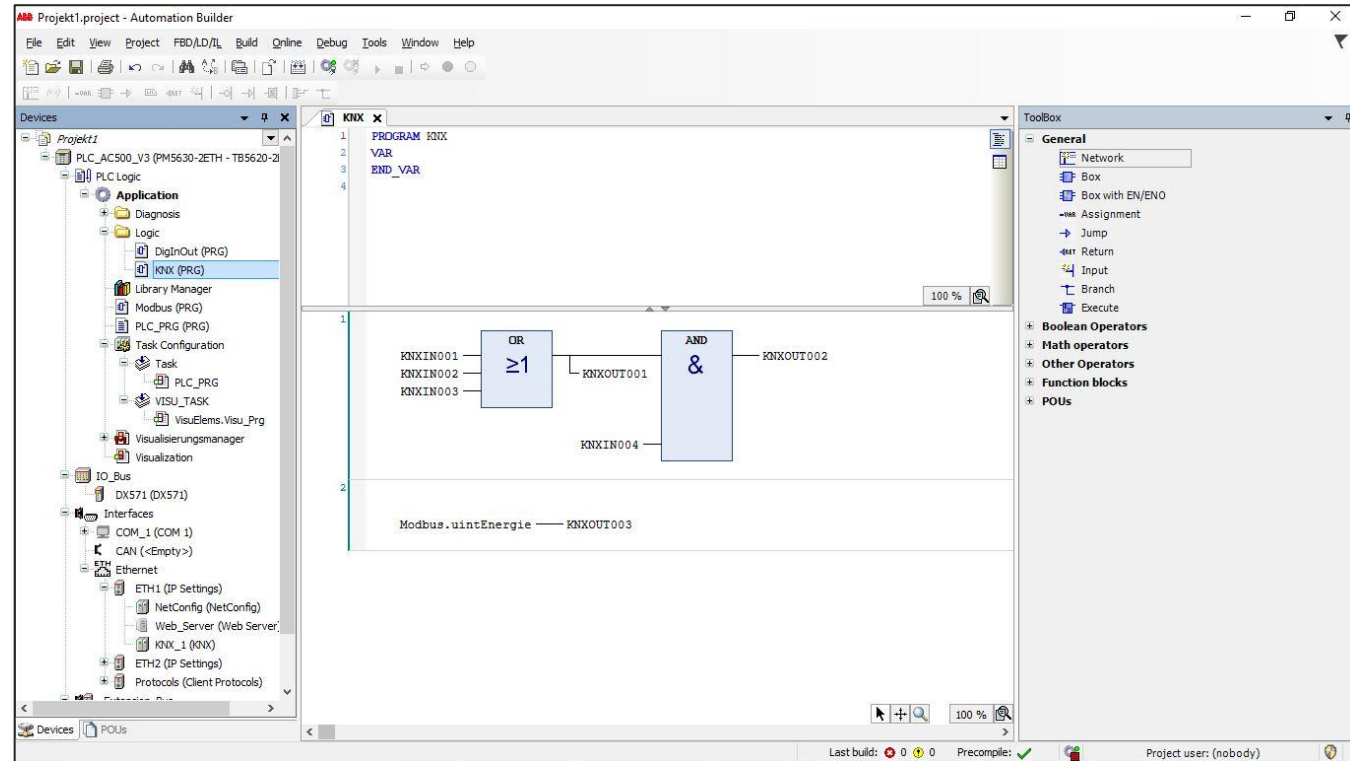 ABB Projekt1.project - Automation Builder
File Edit View Project FBD/LD/IL Build Online Debug Tools Window Help
Devices
Projekt1
PLC_AC500_V3 (PM5630-2ETH - TB5620-2
PLC Logic
Application
Diagnosis
Logic
DigInOut (PRG)
KNX (PRG)
Library Manager
Modbus (PRG)
PLC_PRG (PRG)
Task Configuration
Task
PLC_PRG
VISU_TASK
VisuElems.Visu_Prg
Visualisierungsmanager
Visualization
IO_Bus
DX571 (DX571)
Interfaces
COM_1 (COM 1)
CAN (<Empty>)
Ethernet
ETH1 (IP Settings)
NetConfig (NetConfig)
Web_Server (Web Server)
KNX_1 (KNX)
ETH2 (IP Settings)
Protocols (Client Protocols)
Devices POUs
KNX
1 PROGRAM KNX
2 VAR
3 END_VAR
4
100 %
1
OR
≥1
KNXIN001
KNXIN002
KNXIN003
KNXOUT001
AND
&
KNXOUT002
KNXIN004
2
Modbus.uintEnergie KNXOUT003
100 %
ToolBox
General
Network
Box
Box with EN/ENO
Assignment
Jump
Return
Input
Branch
Execute
Boolean Operators
Math operators
Other Operators
Function blocks
POUs
Last build: 0 0 Precompile: Project user: (nobody)